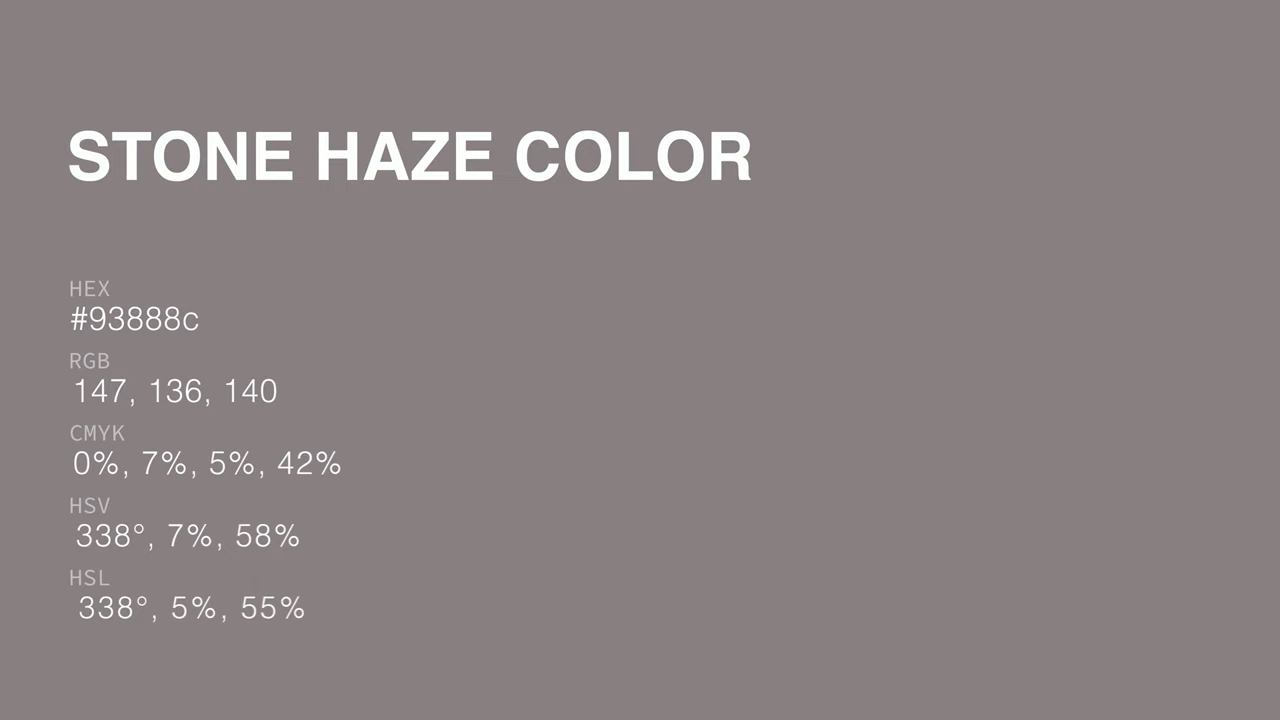 STONE HAZE COLOR
HEX
#93888c
RGB
147, 136, 140
CMYK
0%, 7%, 5%, 42%
HSV
338°, 7%, 58%
HSL
338°, 5%, 55%